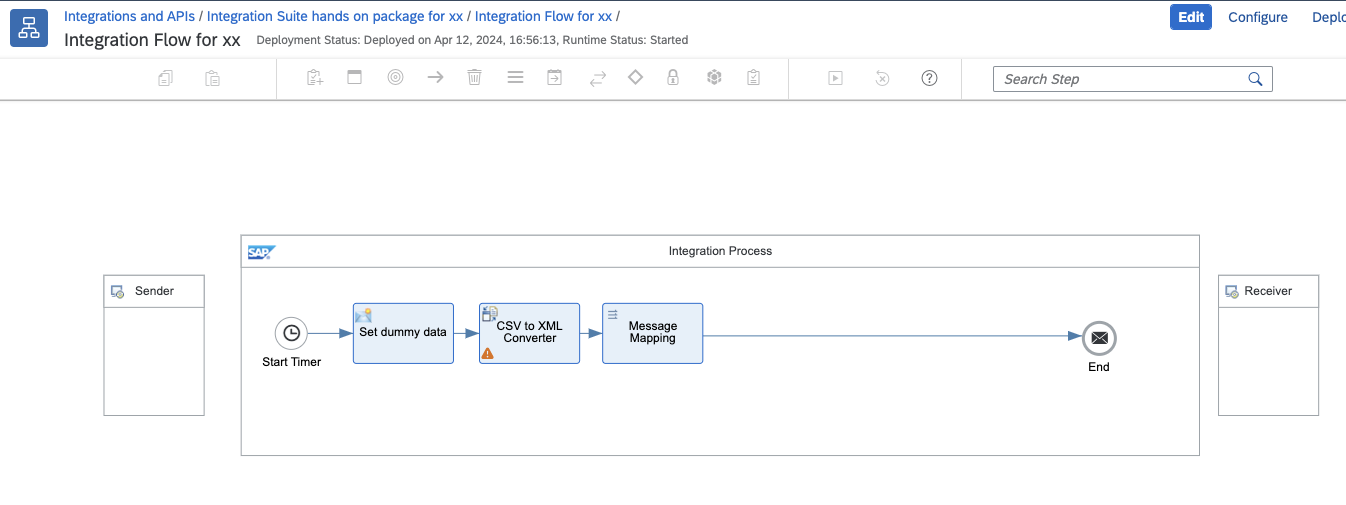 Integrations and APIs / Integration Suite hands on package for xx / Integration Flow for xx /
Integration Flow for xx Deployment Status: Deployed on Apr 12, 2024, 16:56:13, Runtime Status: Started
Edit Configure Deplo
Search Step
SAP Integration Process
Sender
Receiver
Set dummy data
CSV to XML
Converter
Message
Mapping
Start Timer
End